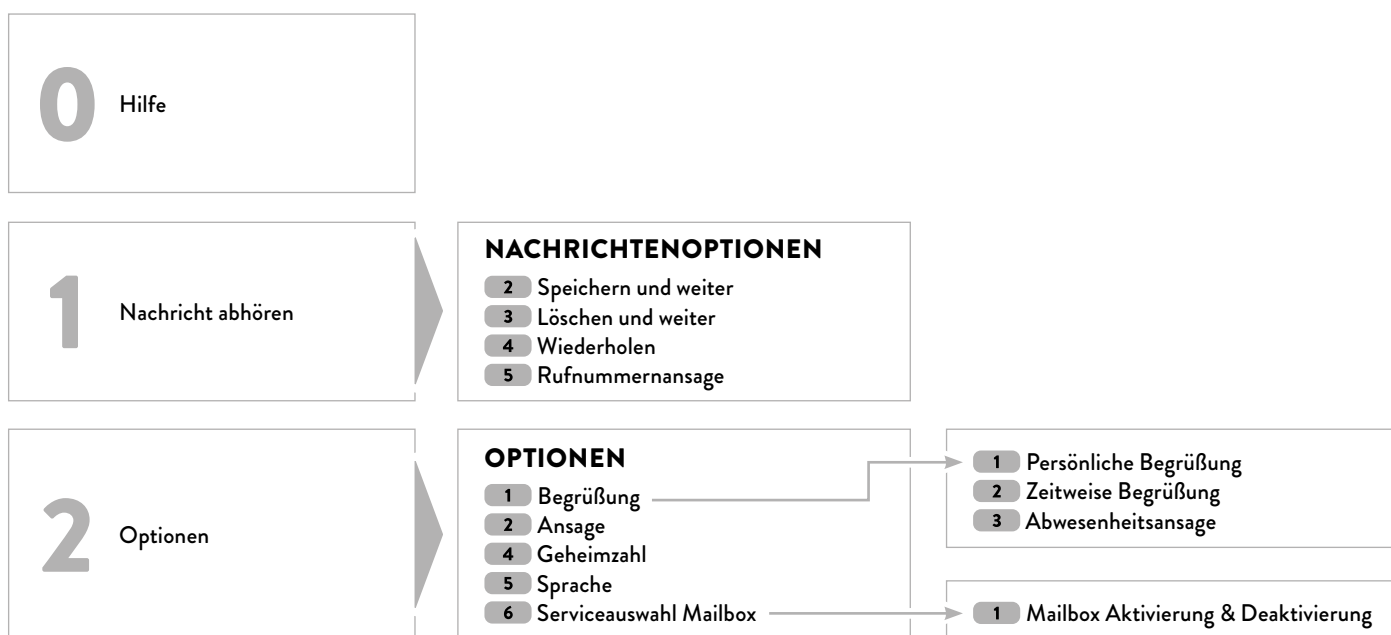 0 Hilfe
1 Nachricht abhören
NACHRICHTENOPTIONEN
2 Speichern und weiter
3 Löschen und weiter
4 Wiederholen
5 Rufnummernansage
2 Optionen
OPTIONEN
1 Begrüßung
2 Ansage
4 Geheimzahl
5 Sprache
6 Serviceauswahl Mailbox
1 Persönliche Begrüßung
2 Zeitweise Begrüßung
3 Abwesenheitsansage
1 Mailbox Aktivierung & Deaktivierung